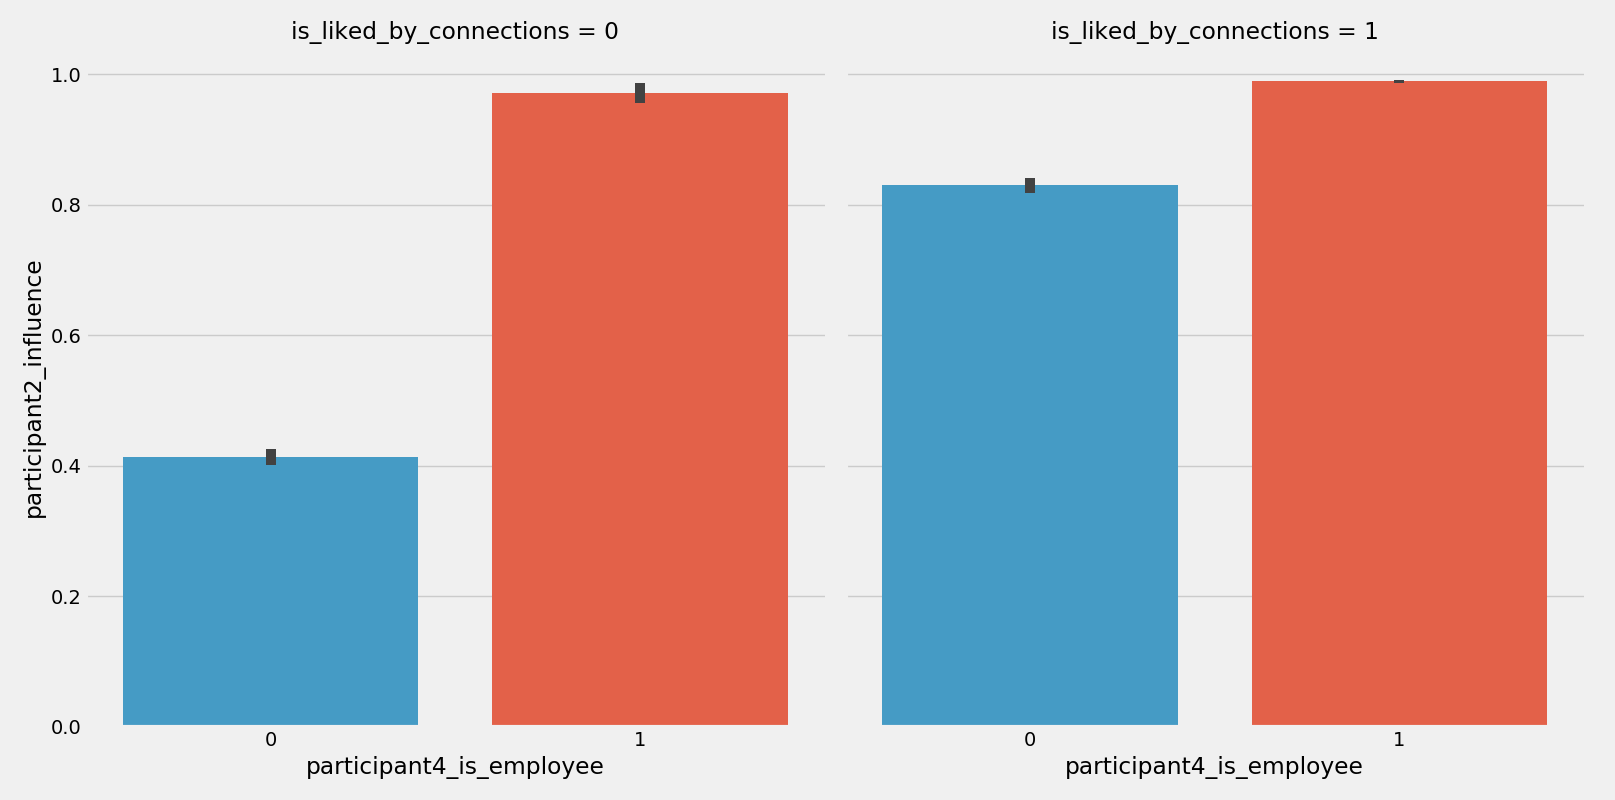 is_liked_by_connections = 0
is_liked_by_connections = 1
participant2_influence
1.0
0.8
0.6
0.4
0.2
0.0
0 1
0 1
participant4_is_employee
participant4_is_employee